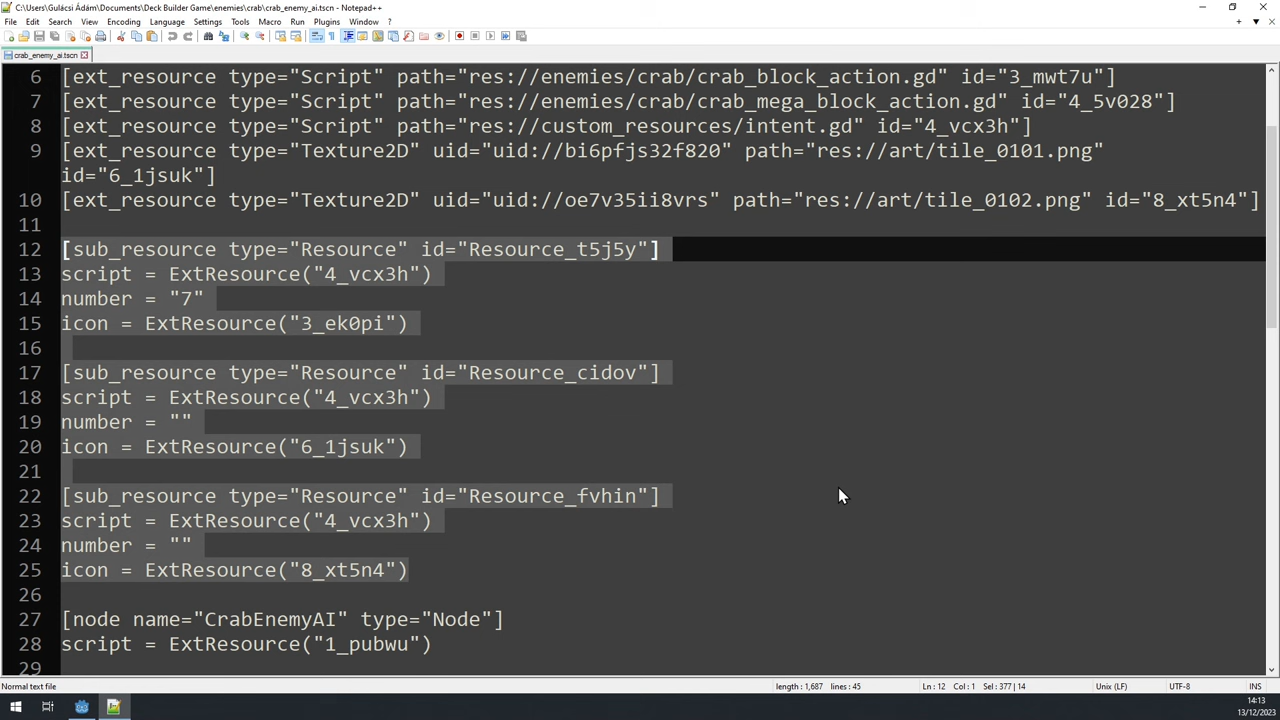 C:\Users\Gulácsi Ádám\Documents\Deck Builder Game\enemies\crab\crab_enemy_ai.tscn - Notepad++
File Edit Search View Encoding Language Settings Tools Macro Run Plugins Window ?
crab_enemy_ai.tscn
6 [ext_resource type="Script" path="res://enemies/crab/crab_block_action.gd" id="3_mwt7u"]
7 [ext_resource type="Script" path="res://enemies/crab/crab_mega_block_action.gd" id="4_5v028"]
8 [ext_resource type="Script" path="res://custom_resources/intent.gd" id="4_vcx3h"]
9 [ext_resource type="Texture2D" uid="uid://bi6pfjs32f820" path="res://art/tile_0101.png"
id="6_1jsuk"]
10 [ext_resource type="Texture2D" uid="uid://oe7v35ii8vrs" path="res://art/tile_0102.png" id="8_xt5n4"]
11
12 [sub_resource type="Resource" id="Resource_t5j5y"]
13 script = ExtResource("4_vcx3h")
14 number = "7"
15 icon = ExtResource("3_ek0pi")
16
17 [sub_resource type="Resource" id="Resource_cidov"]
18 script = ExtResource("4_vcx3h")
19 number = ""
20 icon = ExtResource("6_1jsuk")
21
22 [sub_resource type="Resource" id="Resource_fvhin"]
23 script = ExtResource("4_vcx3h")
24 number = ""
25 icon = ExtResource("8_xt5n4")
26
27 [node name="CrabEnemyAI" type="Node"]
28 script = ExtResource("1_pubwu")
29
Normal text file length : 1,687 lines : 45 Ln : 12 Col : 1 Sel : 377 | 14 Unix (LF) UTF-8 INS
14:13
13/12/2023